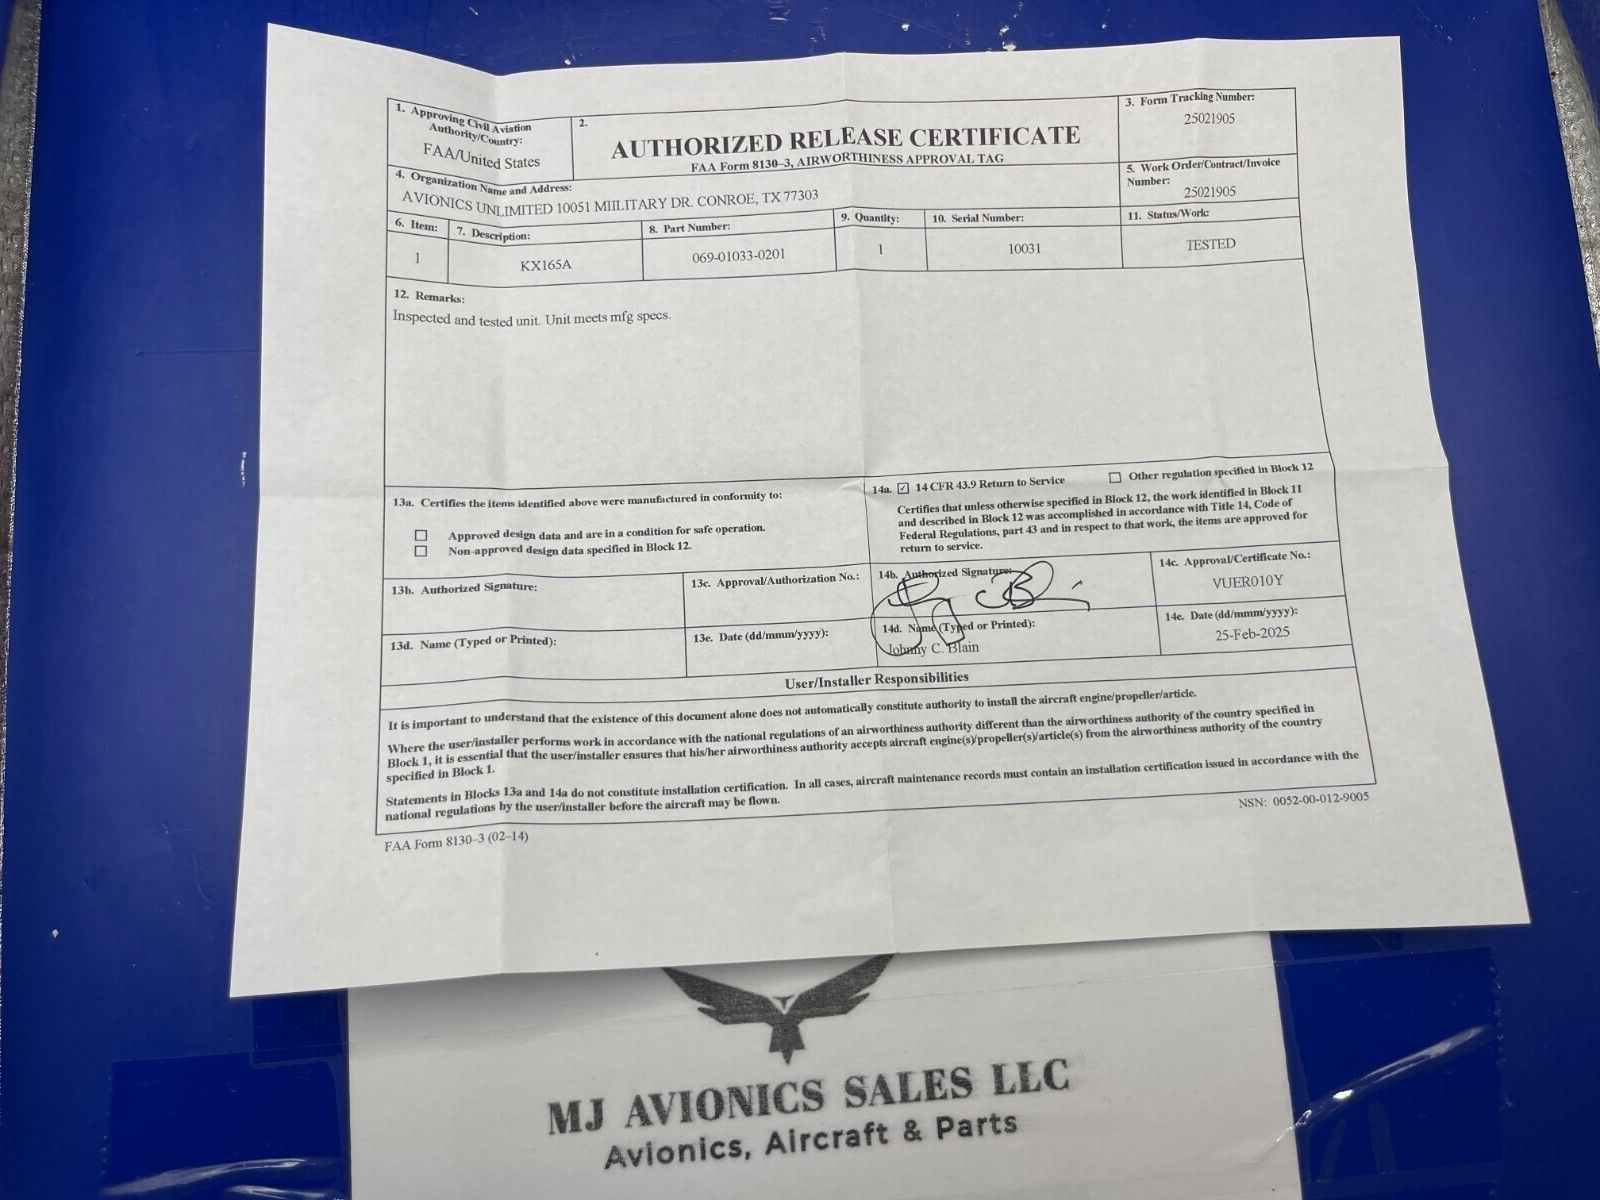 1. Approving Civil Aviation
Authority/Country:
FAA/United States
2.
AUTHORIZED RELEASE CERTIFICATE
FAA Form 8130–3, AIRWORTHINESS APPROVAL TAG
3. Form Tracking Number:
25021905
4. Organization Name and Address:
AVIONICS UNLIMITED 10051 MIILITARY DR. CONROE, TX 77303
5. Work Order/Contract/Invoice
Number:
25021905
6. Item:
7. Description:
8. Part Number:
9. Quantity:
10. Serial Number:
11. Status/Work:
1
KX165A
069-01033-0201
1
10031
TESTED
12. Remarks:
Inspected and tested unit. Unit meets mfg specs.
13a. Certifies the items identified above were manufactured in conformity to:
Approved design data and are in a condition for safe operation.
Non-approved design data specified in Block 12.
14a. ☑ 14 CFR 43.9 Return to Service
Other regulation specified in Block 12
Certifies that unless otherwise specified in Block 12, the work identified in Block 11
and described in Block 12 was accomplished in accordance with Title 14, Code of
Federal Regulations, part 43 and in respect to that work, the items are approved for
return to service.
13b. Authorized Signature:
13c. Approval/Authorization No.:
14b. Authorized Signature:
14c. Approval/Certificate No.:
VUER010Y
13d. Name (Typed or Printed):
13e. Date (dd/mmm/yyyy):
14d. Name (Typed or Printed):
Johnny C. Blain
14e. Date (dd/mmm/yyyy):
25-Feb-2025
User/Installer Responsibilities
It is important to understand that the existence of this document alone does not automatically constitute authority to install the aircraft engine/propeller/article.
Where the user/installer performs work in accordance with the national regulations of an airworthiness authority different than the airworthiness authority of the country specified in
Block 1, it is essential that the user/installer ensures that his/her airworthiness authority accepts aircraft engine(s)/propeller(s)/article(s) from the airworthiness authority of the country
specified in Block 1.
Statements in Blocks 13a and 14a do not constitute installation certification. In all cases, aircraft maintenance records must contain an installation certification issued in accordance with the
national regulations by the user/installer before the aircraft may be flown.
FAA Form 8130–3 (02–14)
NSN: 0052-00-012-9005
MJ AVIONICS SALES LLC
Avionics, Aircraft & Parts